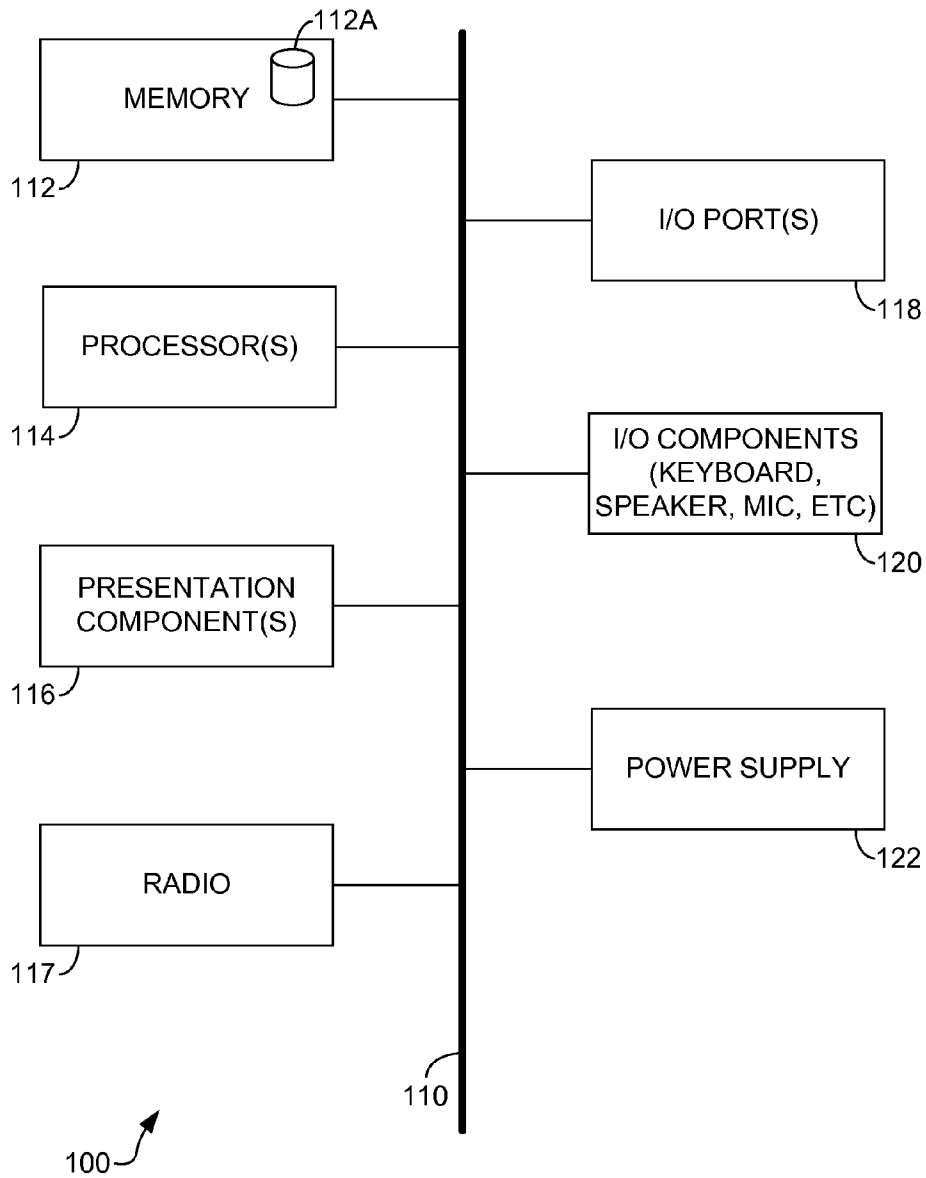 112A
MEMORY
112
I/O PORT(S)
118
PROCESSOR(S)
114
I/O COMPONENTS
(KEYBOARD,
SPEAKER, MIC, ETC)
120
PRESENTATION
COMPONENT(S)
116
POWER SUPPLY
122
RADIO
117
110
100